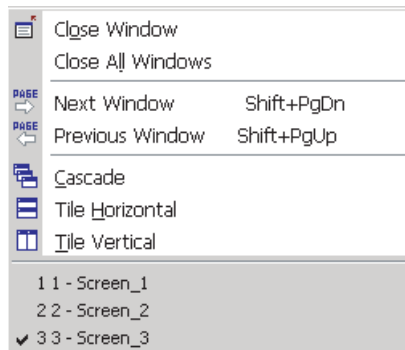 Close Window
Close All Windows
PAGE Next Window Shift+PgDn
PAGE Previous Window Shift+PgUp
Cascade
Tile Horizontal
Tile Vertical
1 1 - Screen_1
2 2 - Screen_2
3 3 - Screen_3